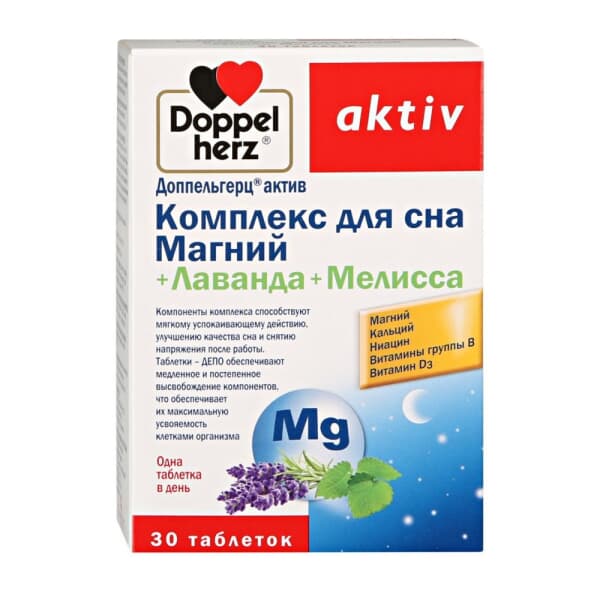 30 таблеток
Doppel
herz®
aktiv
Доппельгерц® актив
Комплекс для сна
Магний
+Лаванда+Мелисса
Компоненты комплекса способствуют
мягкому успокаивающему действию,
улучшению качества сна и снятию
напряжения после работы.
Таблетки – ДЕПО обеспечивают
медленное и постепенное
высвобождение компонентов,
что обеспечивает
их максимальную
усвояемость
клетками организма
Магний
Кальций
Ниацин
Витамины группы В
Витамин D3
Mg
Одна
таблетка
в день
30 таблеток